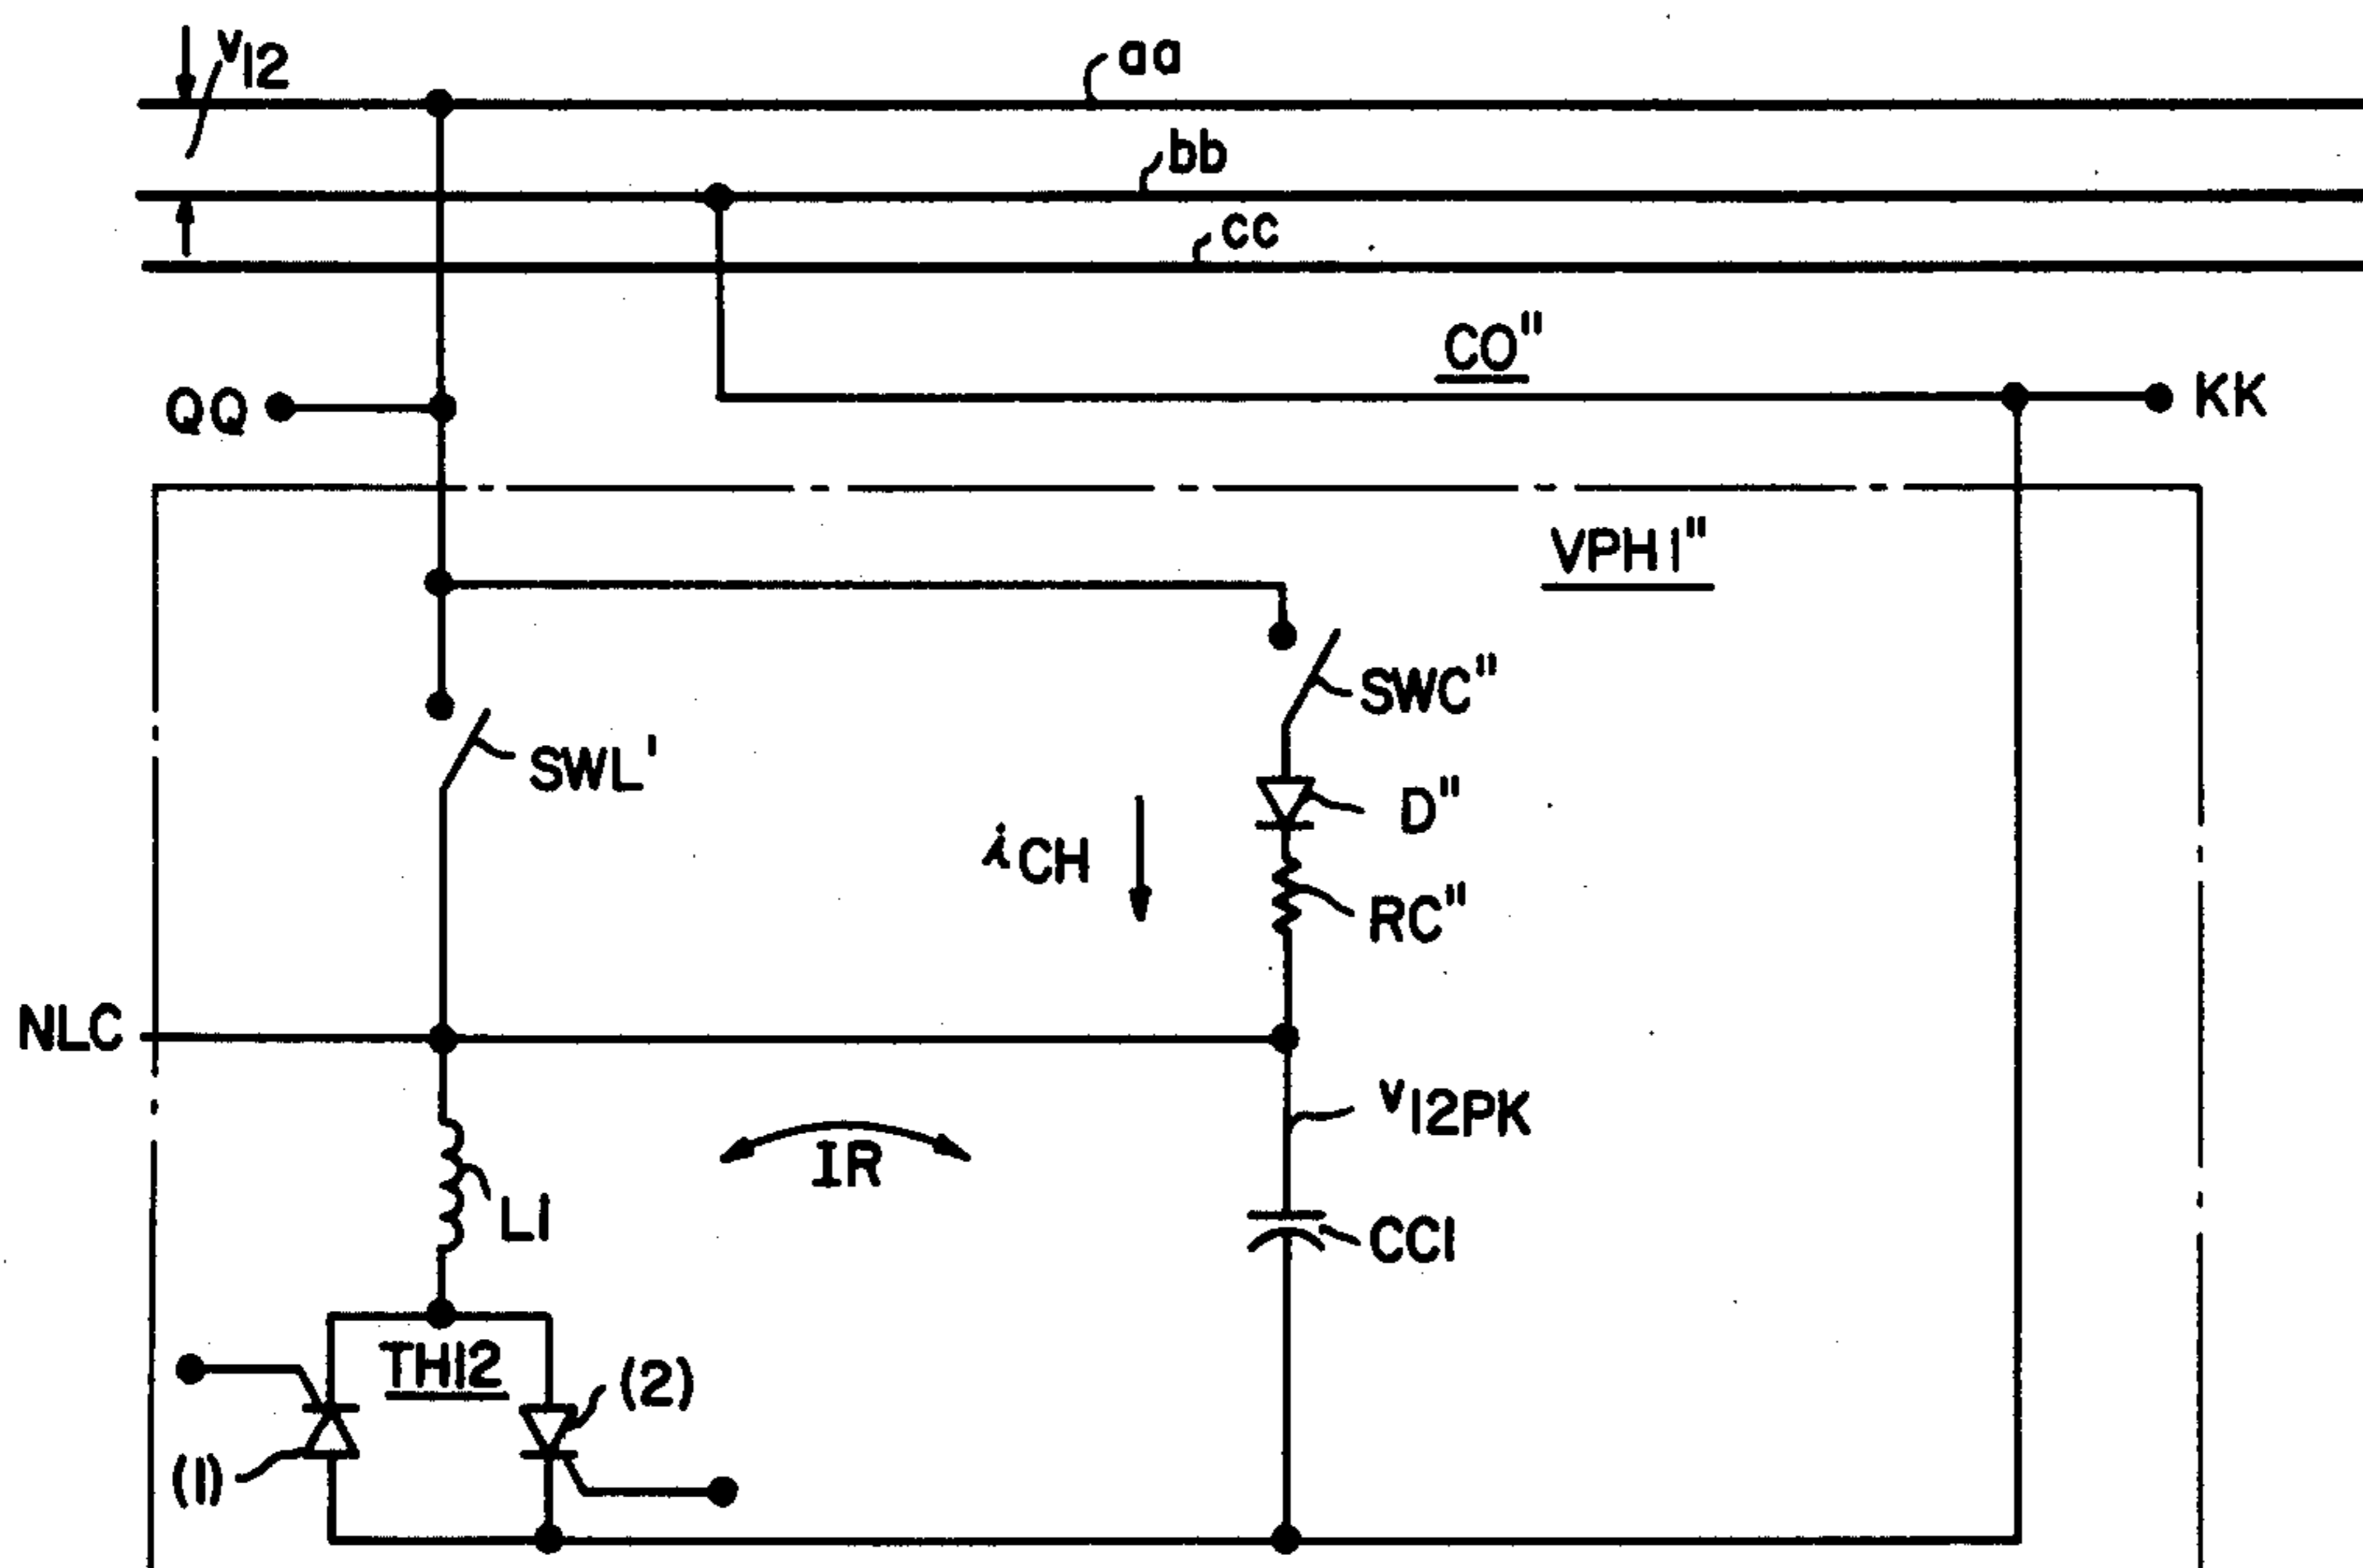 v12
aa
bb
cc
CO"
QQ
KK
VPH1"
SWC"
SWL'
D"
iCH
RC"
NLC
v12PK
IR
L1
CC1
TH12
(2)
(1)